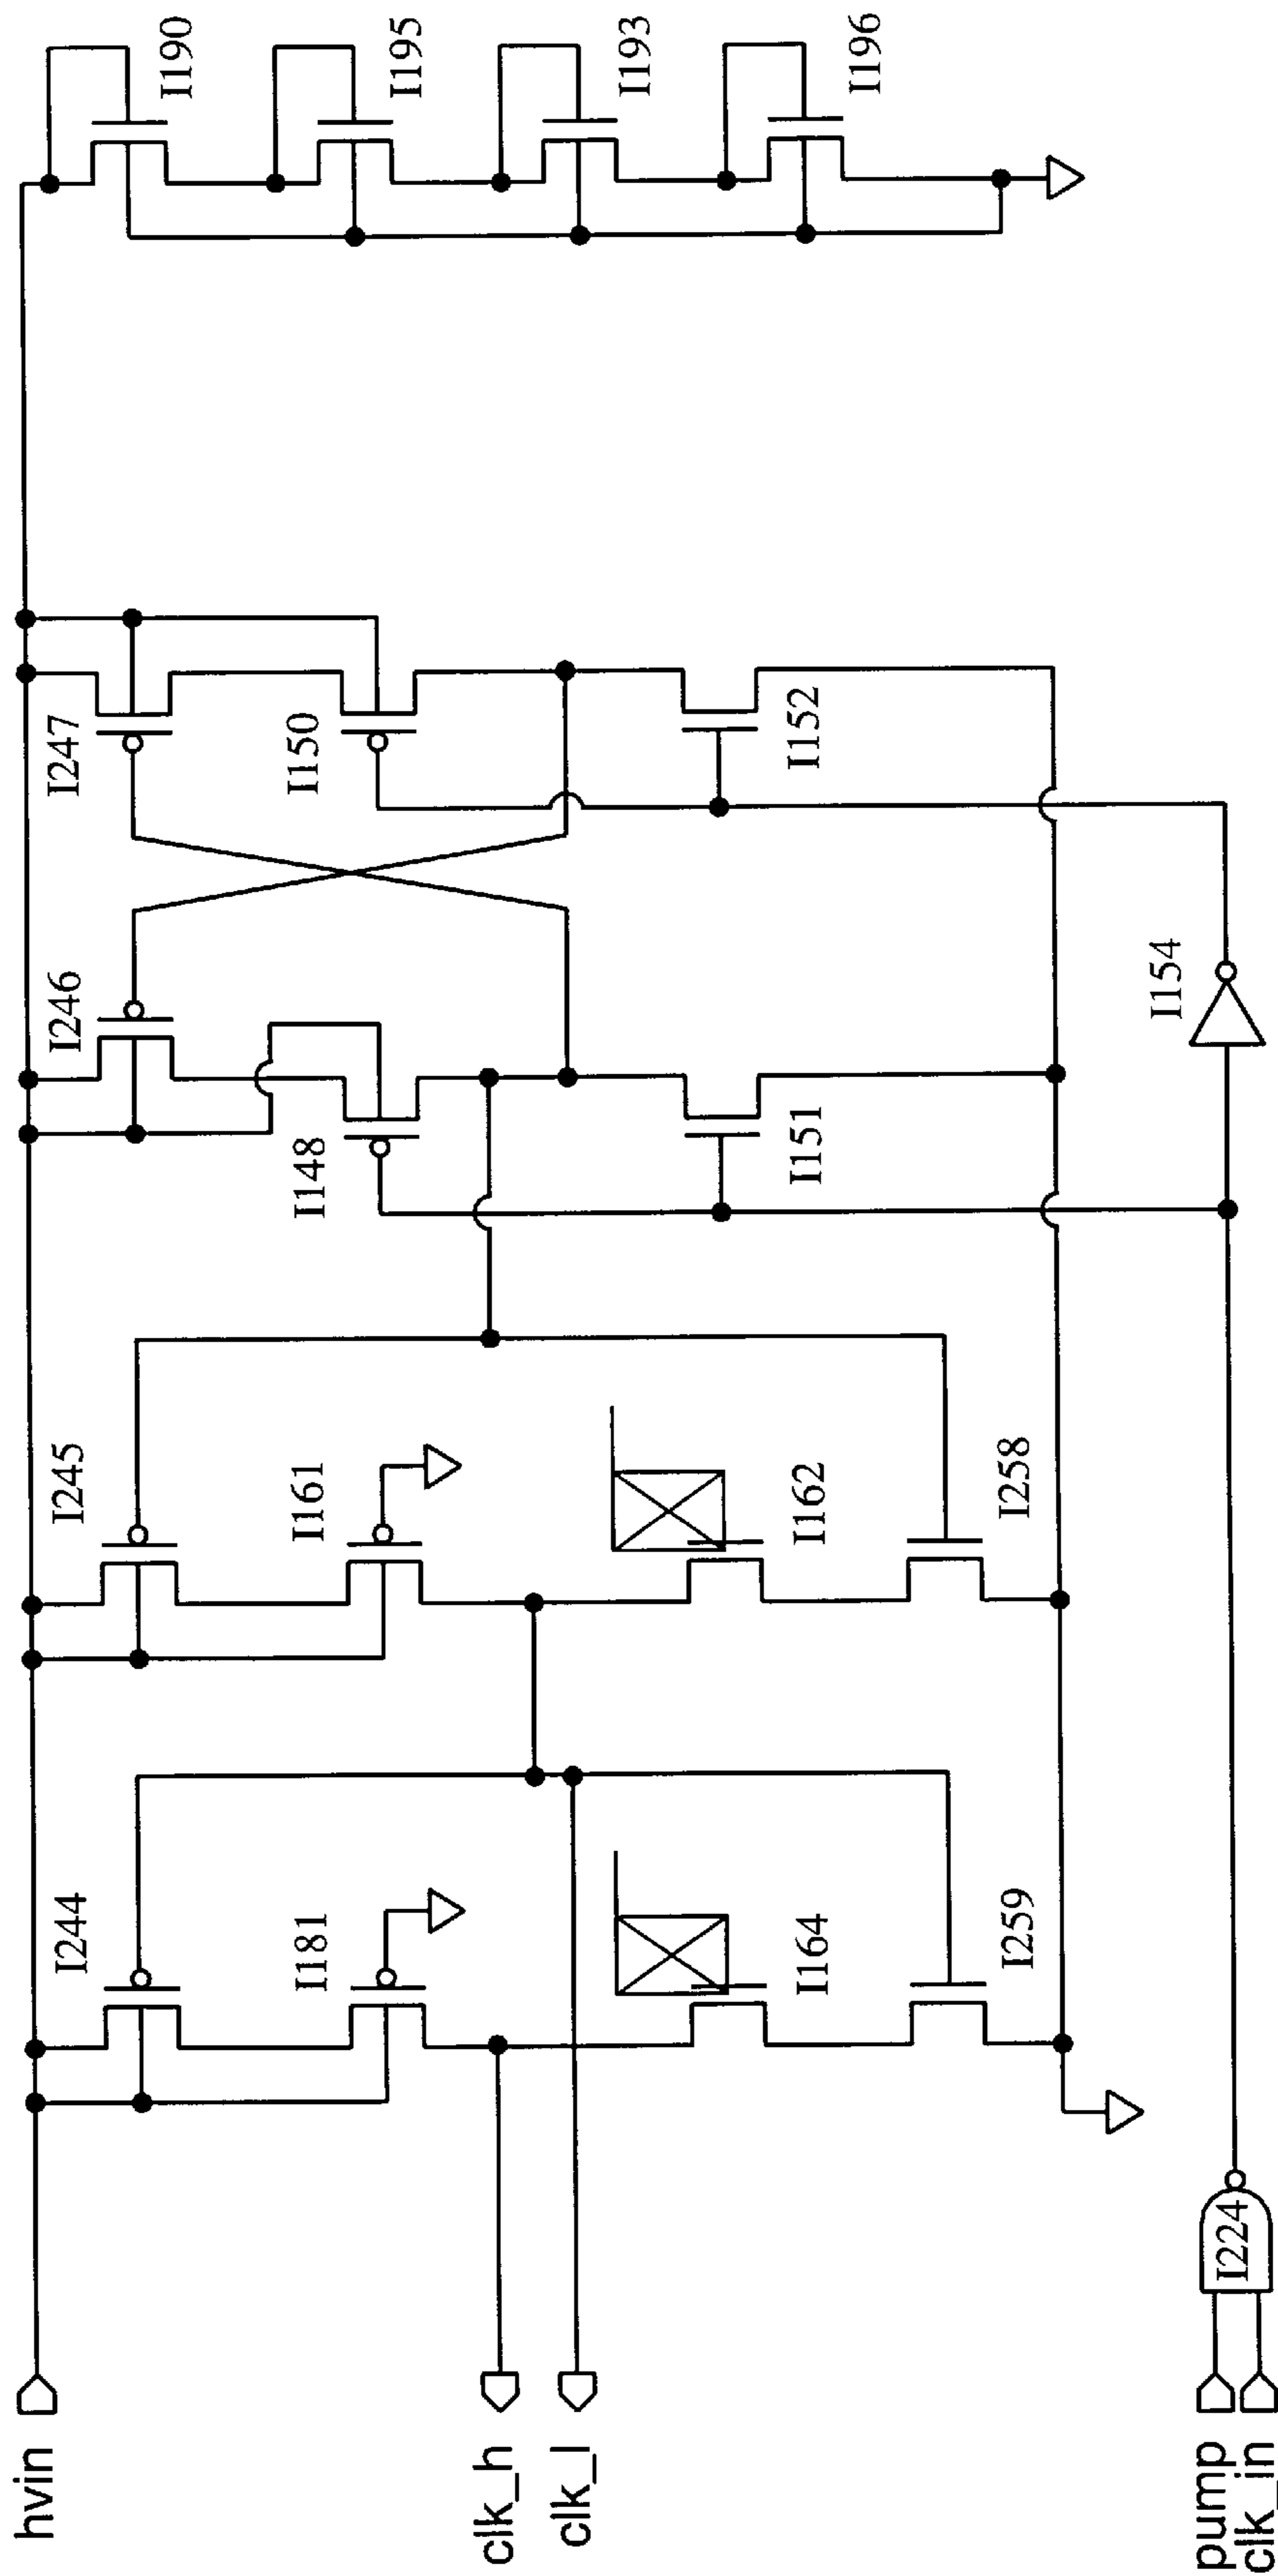 hvin
clk_h
clk_l
pump
clk_in
I224
I244
I181
I164
I259
I245
I161
I162
I258
I246
I148
I151
I154
I247
I150
I152
I190
I195
I193
I196